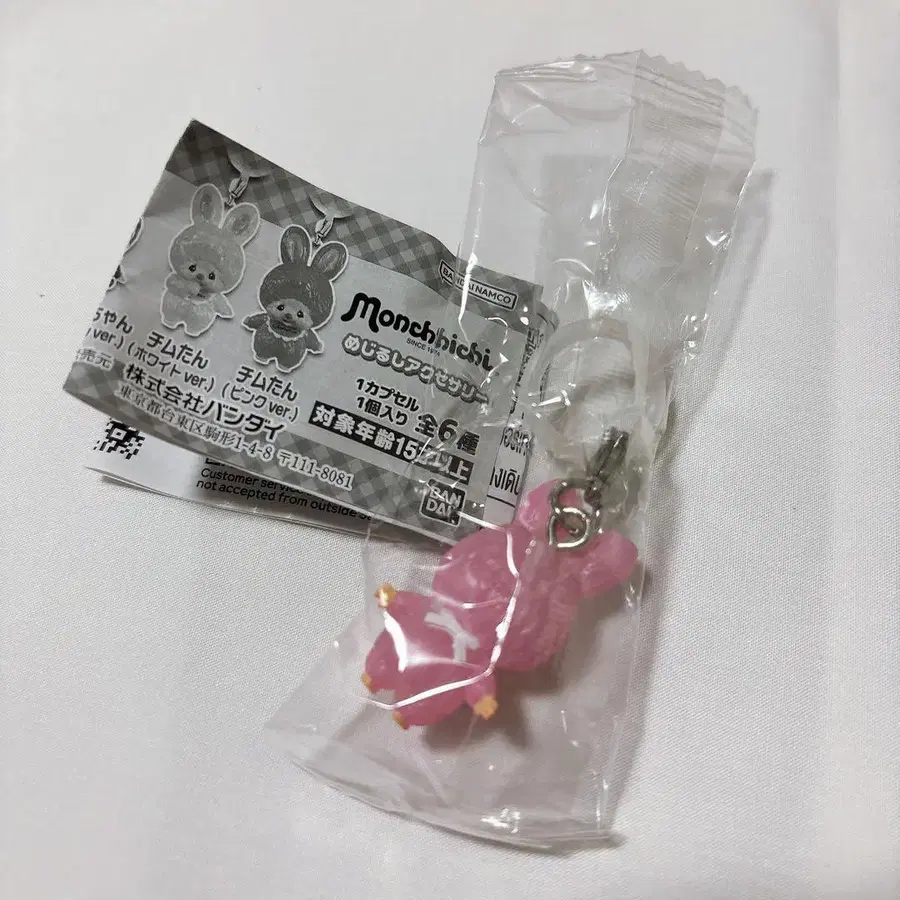 BANDAI NAMCO
Monchhichi
SINCE 1974
めじるしアクセサリー
1カプセル
1個入り 全6種
対象年齢15才以上
ちゃん
ver.)
チムたん
(ホワイトver.)
チムたん
(ピンクver.)
売元 株式会社バンダイ
東京都台東区駒形1-4-8 〒111-8081
BAN
DAI
Customer service
not accepted from outside